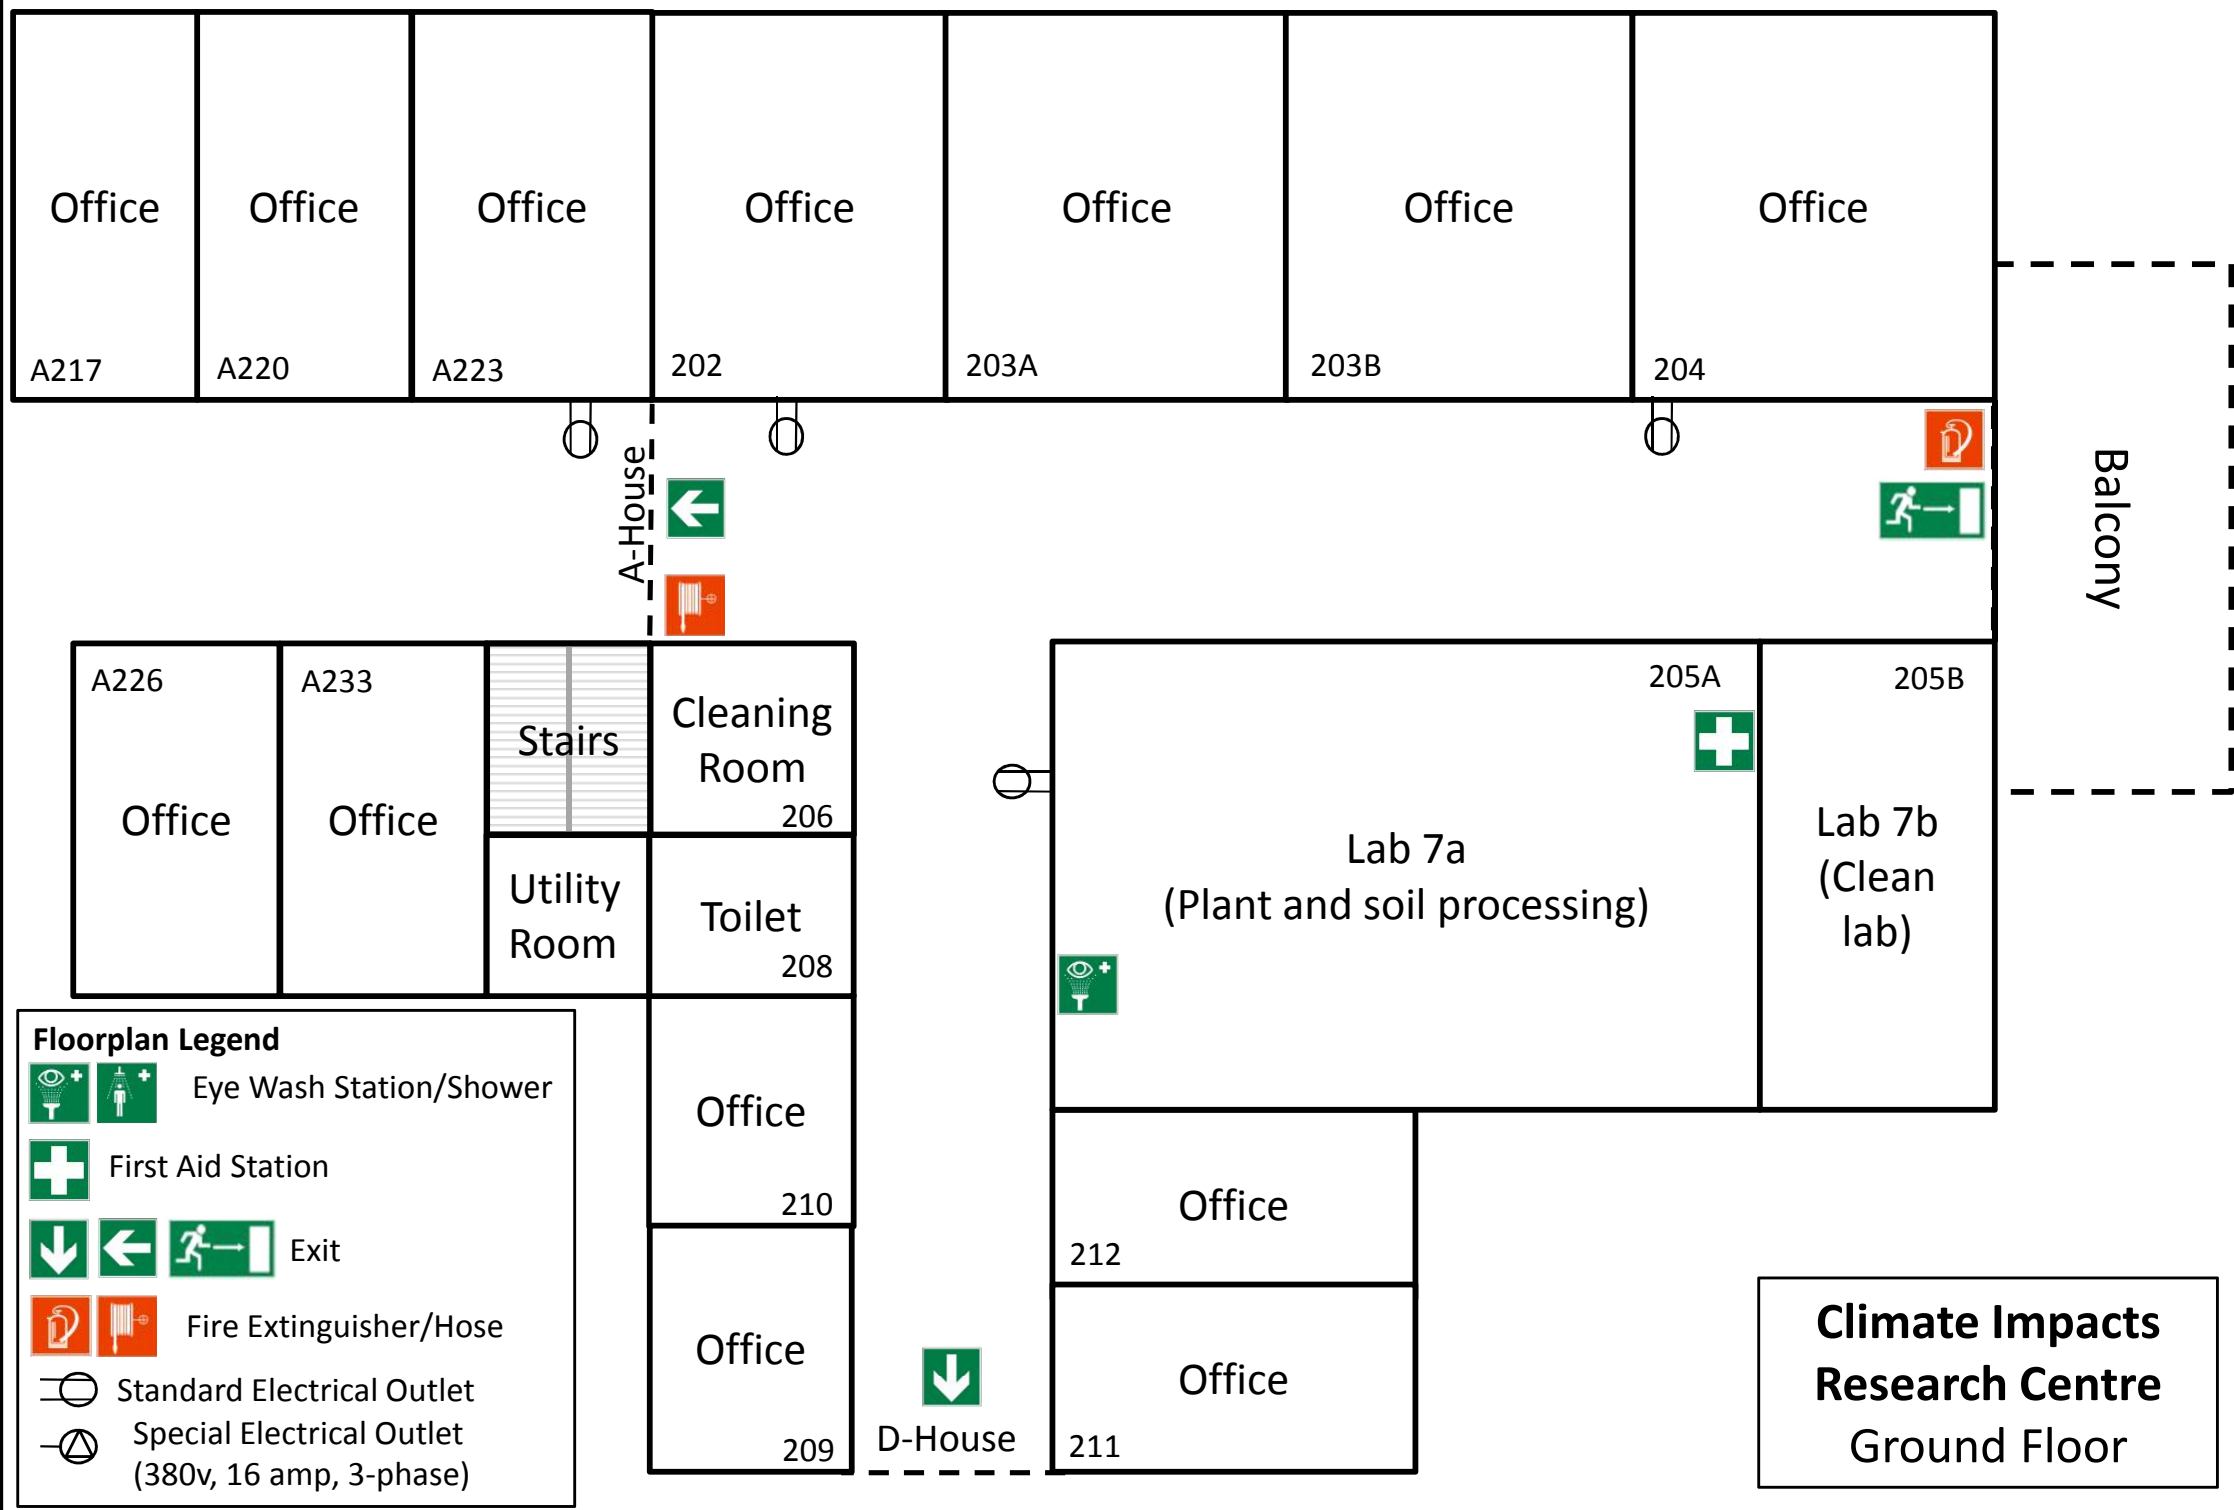 Office
Office
Office
Office
Office
Office
Office
A217
A220
A223
202
203A
203B
204
A-House
Balcony
A226
A233
Stairs
Cleaning
Room
206
205A
205B
Office
Office
Utility
Room
Toilet
208
Lab 7a
(Plant and soil processing)
Lab 7b
(Clean
lab)
Office
210
Office
212
Office
209
D-House
Office
211
Floorplan Legend
Eye Wash Station/Shower
First Aid Station
Exit
Fire Extinguisher/Hose
Standard Electrical Outlet
Special Electrical Outlet
(380v, 16 amp, 3-phase)
Climate Impacts
Research Centre
Ground Floor